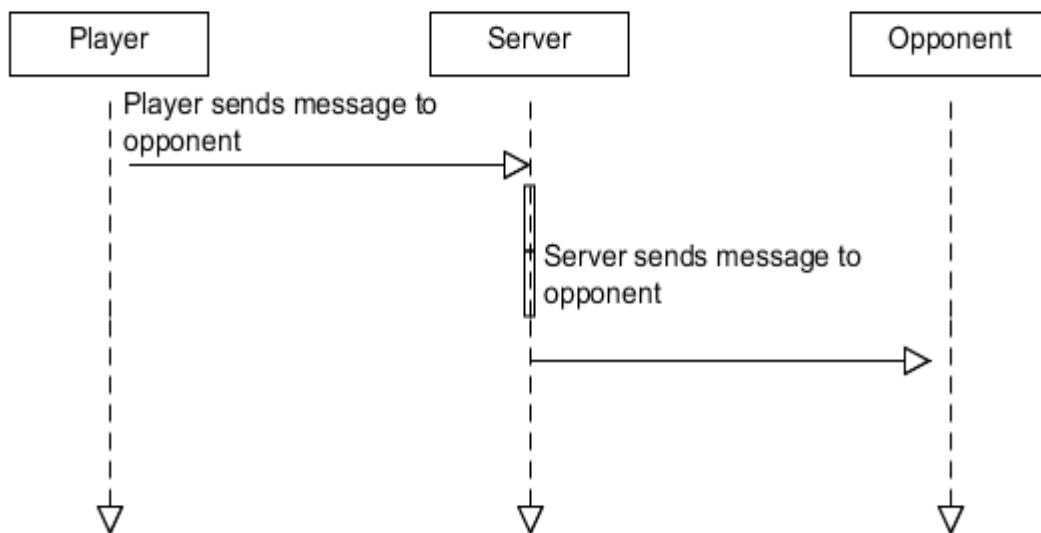 Player
Server
Opponent
Player sends message to
opponent
Server sends message to
opponent